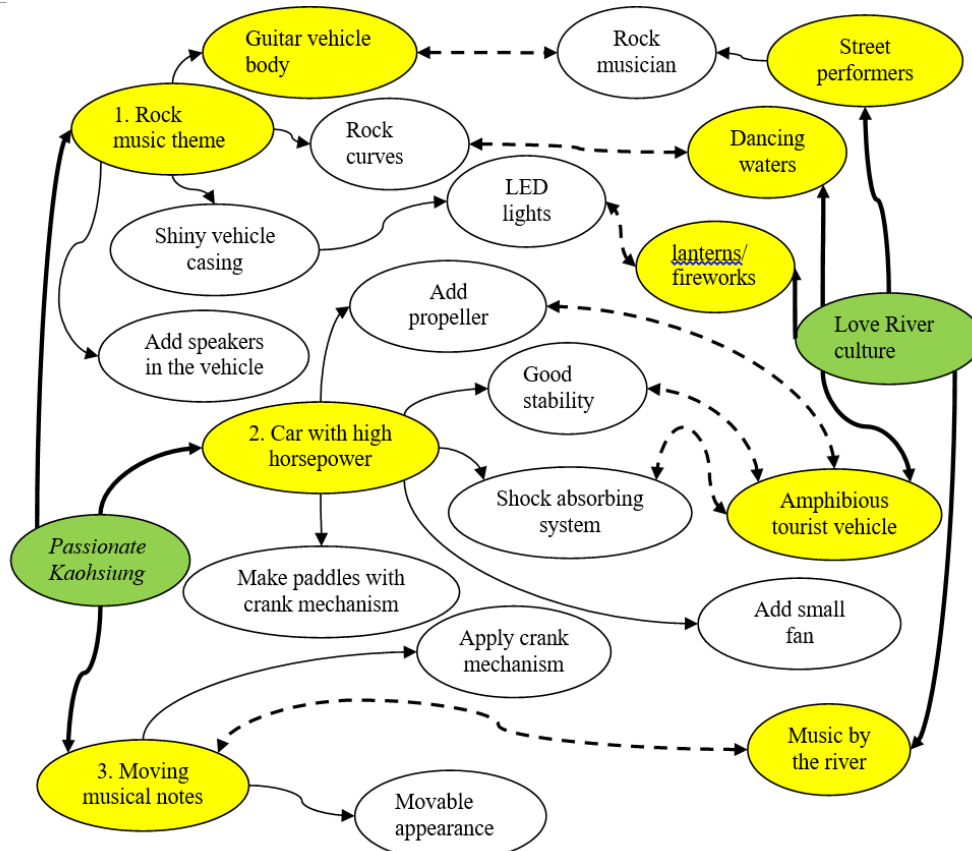 Guitar vehicle
body
Rock
musician
Street
performers
1. Rock
music theme
Rock
curves
Dancing
waters
LED
lights
Shiny vehicle
casing
lanterns/
fireworks
Add
propeller
Love River
culture
Add speakers
in the vehicle
Good
stability
2. Car with high
horsepower
Shock absorbing
system
Amphibious
tourist vehicle
Passionate
Kaohsiung
Make paddles with
crank mechanism
Add small
fan
Apply crank
mechanism
Music by
the river
3. Moving
musical notes
Movable
appearance